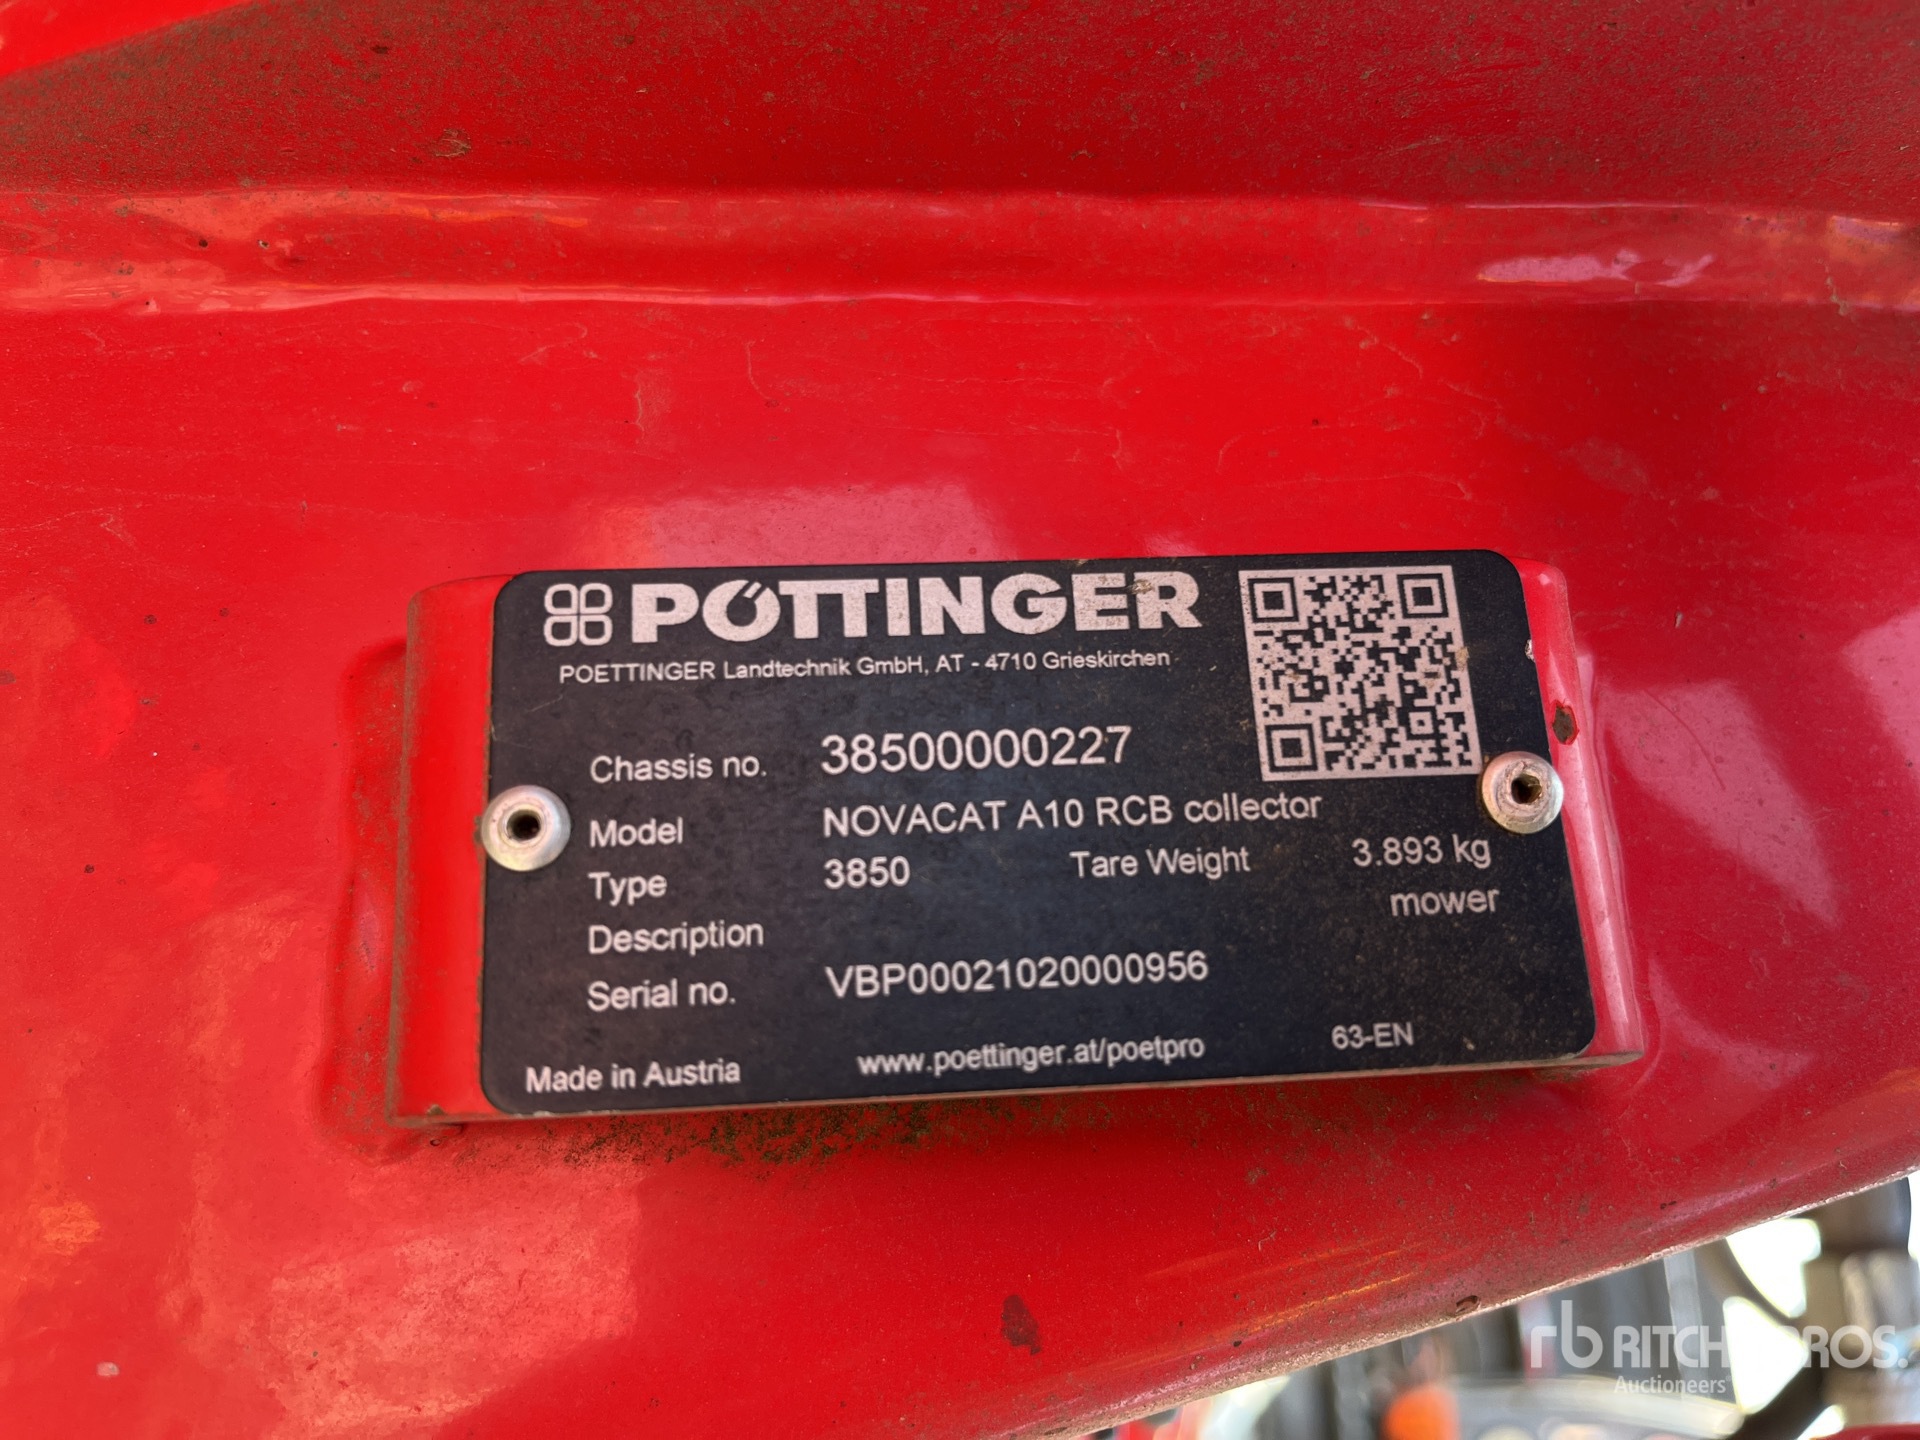 PÖTTINGER
POETTINGER Landtechnik GmbH, AT - 4710 Grieskirchen
Chassis no. 38500000227
Model NOVACAT A10 RCB collector
Type 3850 Tare Weight 3.893 kg
Description mower
Serial no. VBP00021020000956
Made in Austria www.poettinger.at/poetpro 63-EN
rb RITCHIE BROS.
Auctioneers